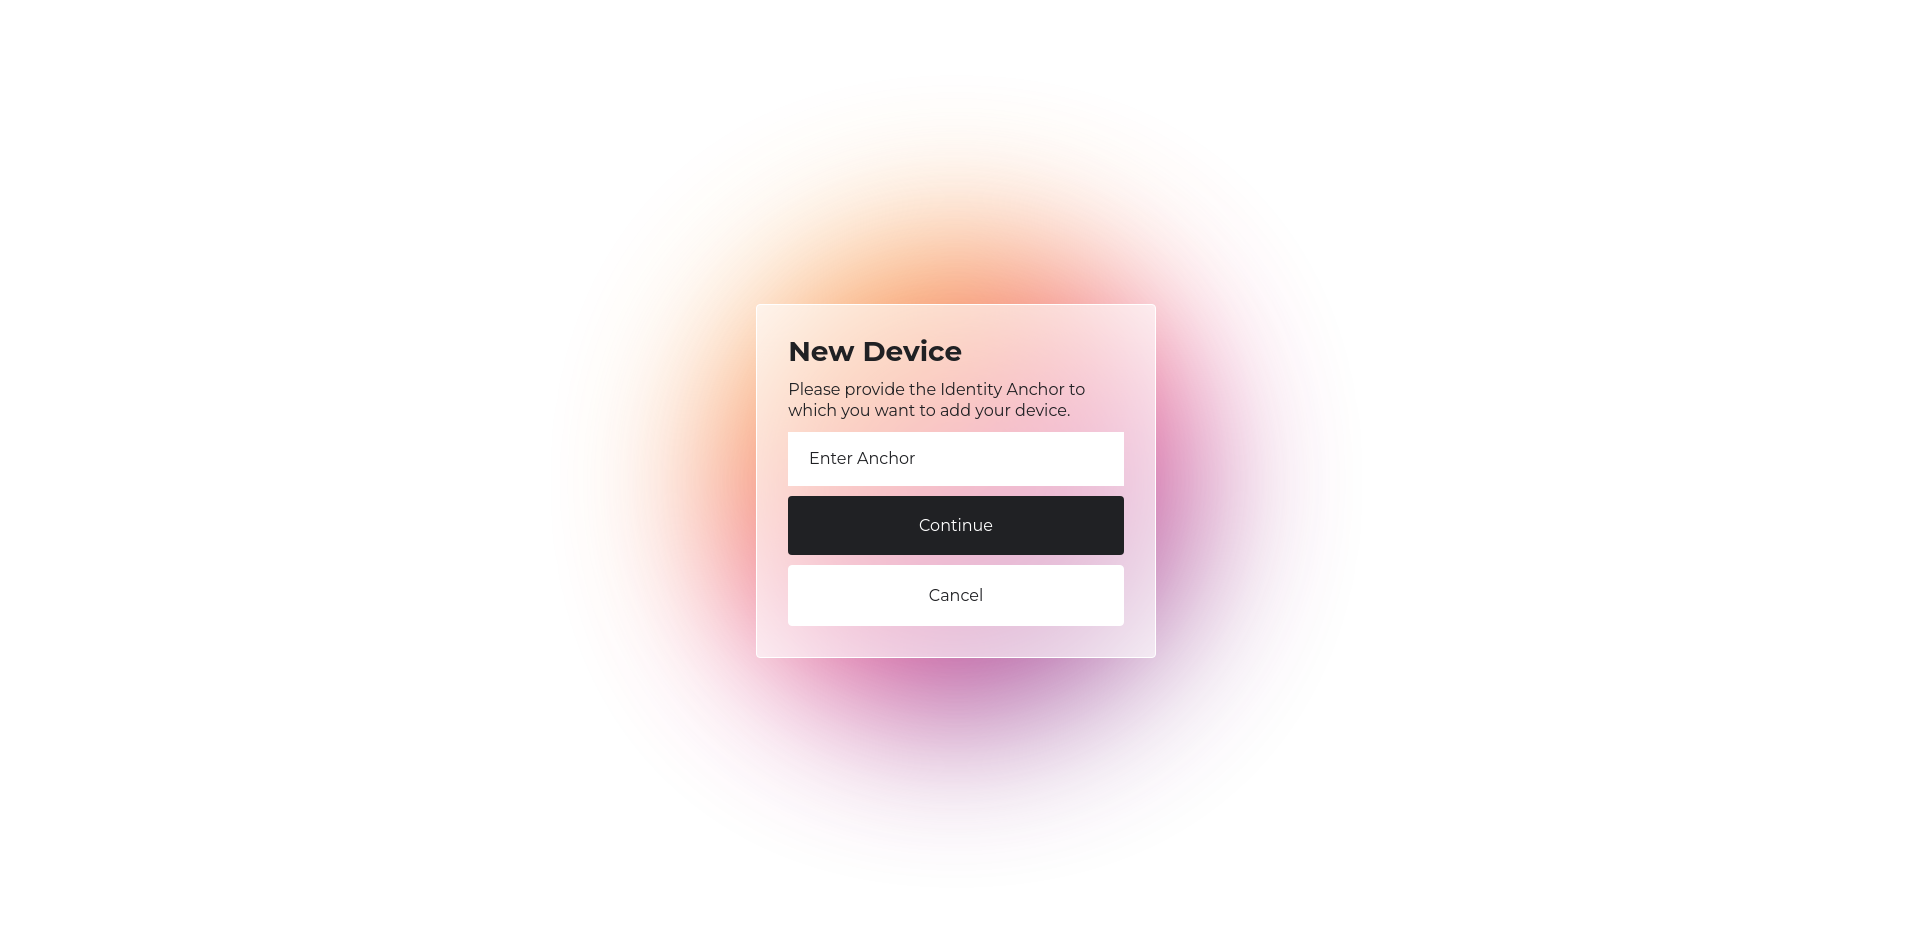 New Device
Please provide the Identity Anchor to
which you want to add your device.
Enter Anchor
Continue
Cancel